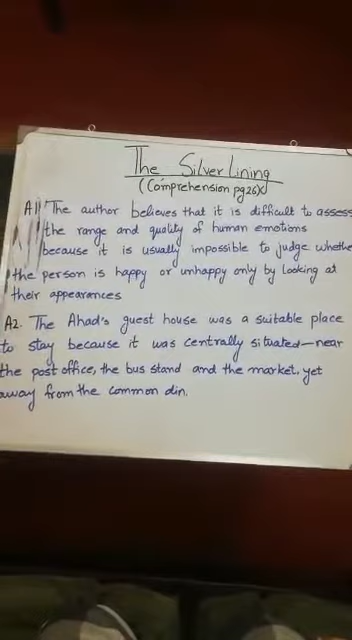 The Silver Lining
(Comprehension pg 26)
A1. The author believes that it is difficult to assess
the range and quality of human emotions
because it is usually impossible to judge whethe
the person is happy or unhappy only by looking at
their appearances
A2. The Ahad's guest house was a suitable place
to stay because it was centrally situated—near
the post office, the bus stand and the market, yet
away from the common din.